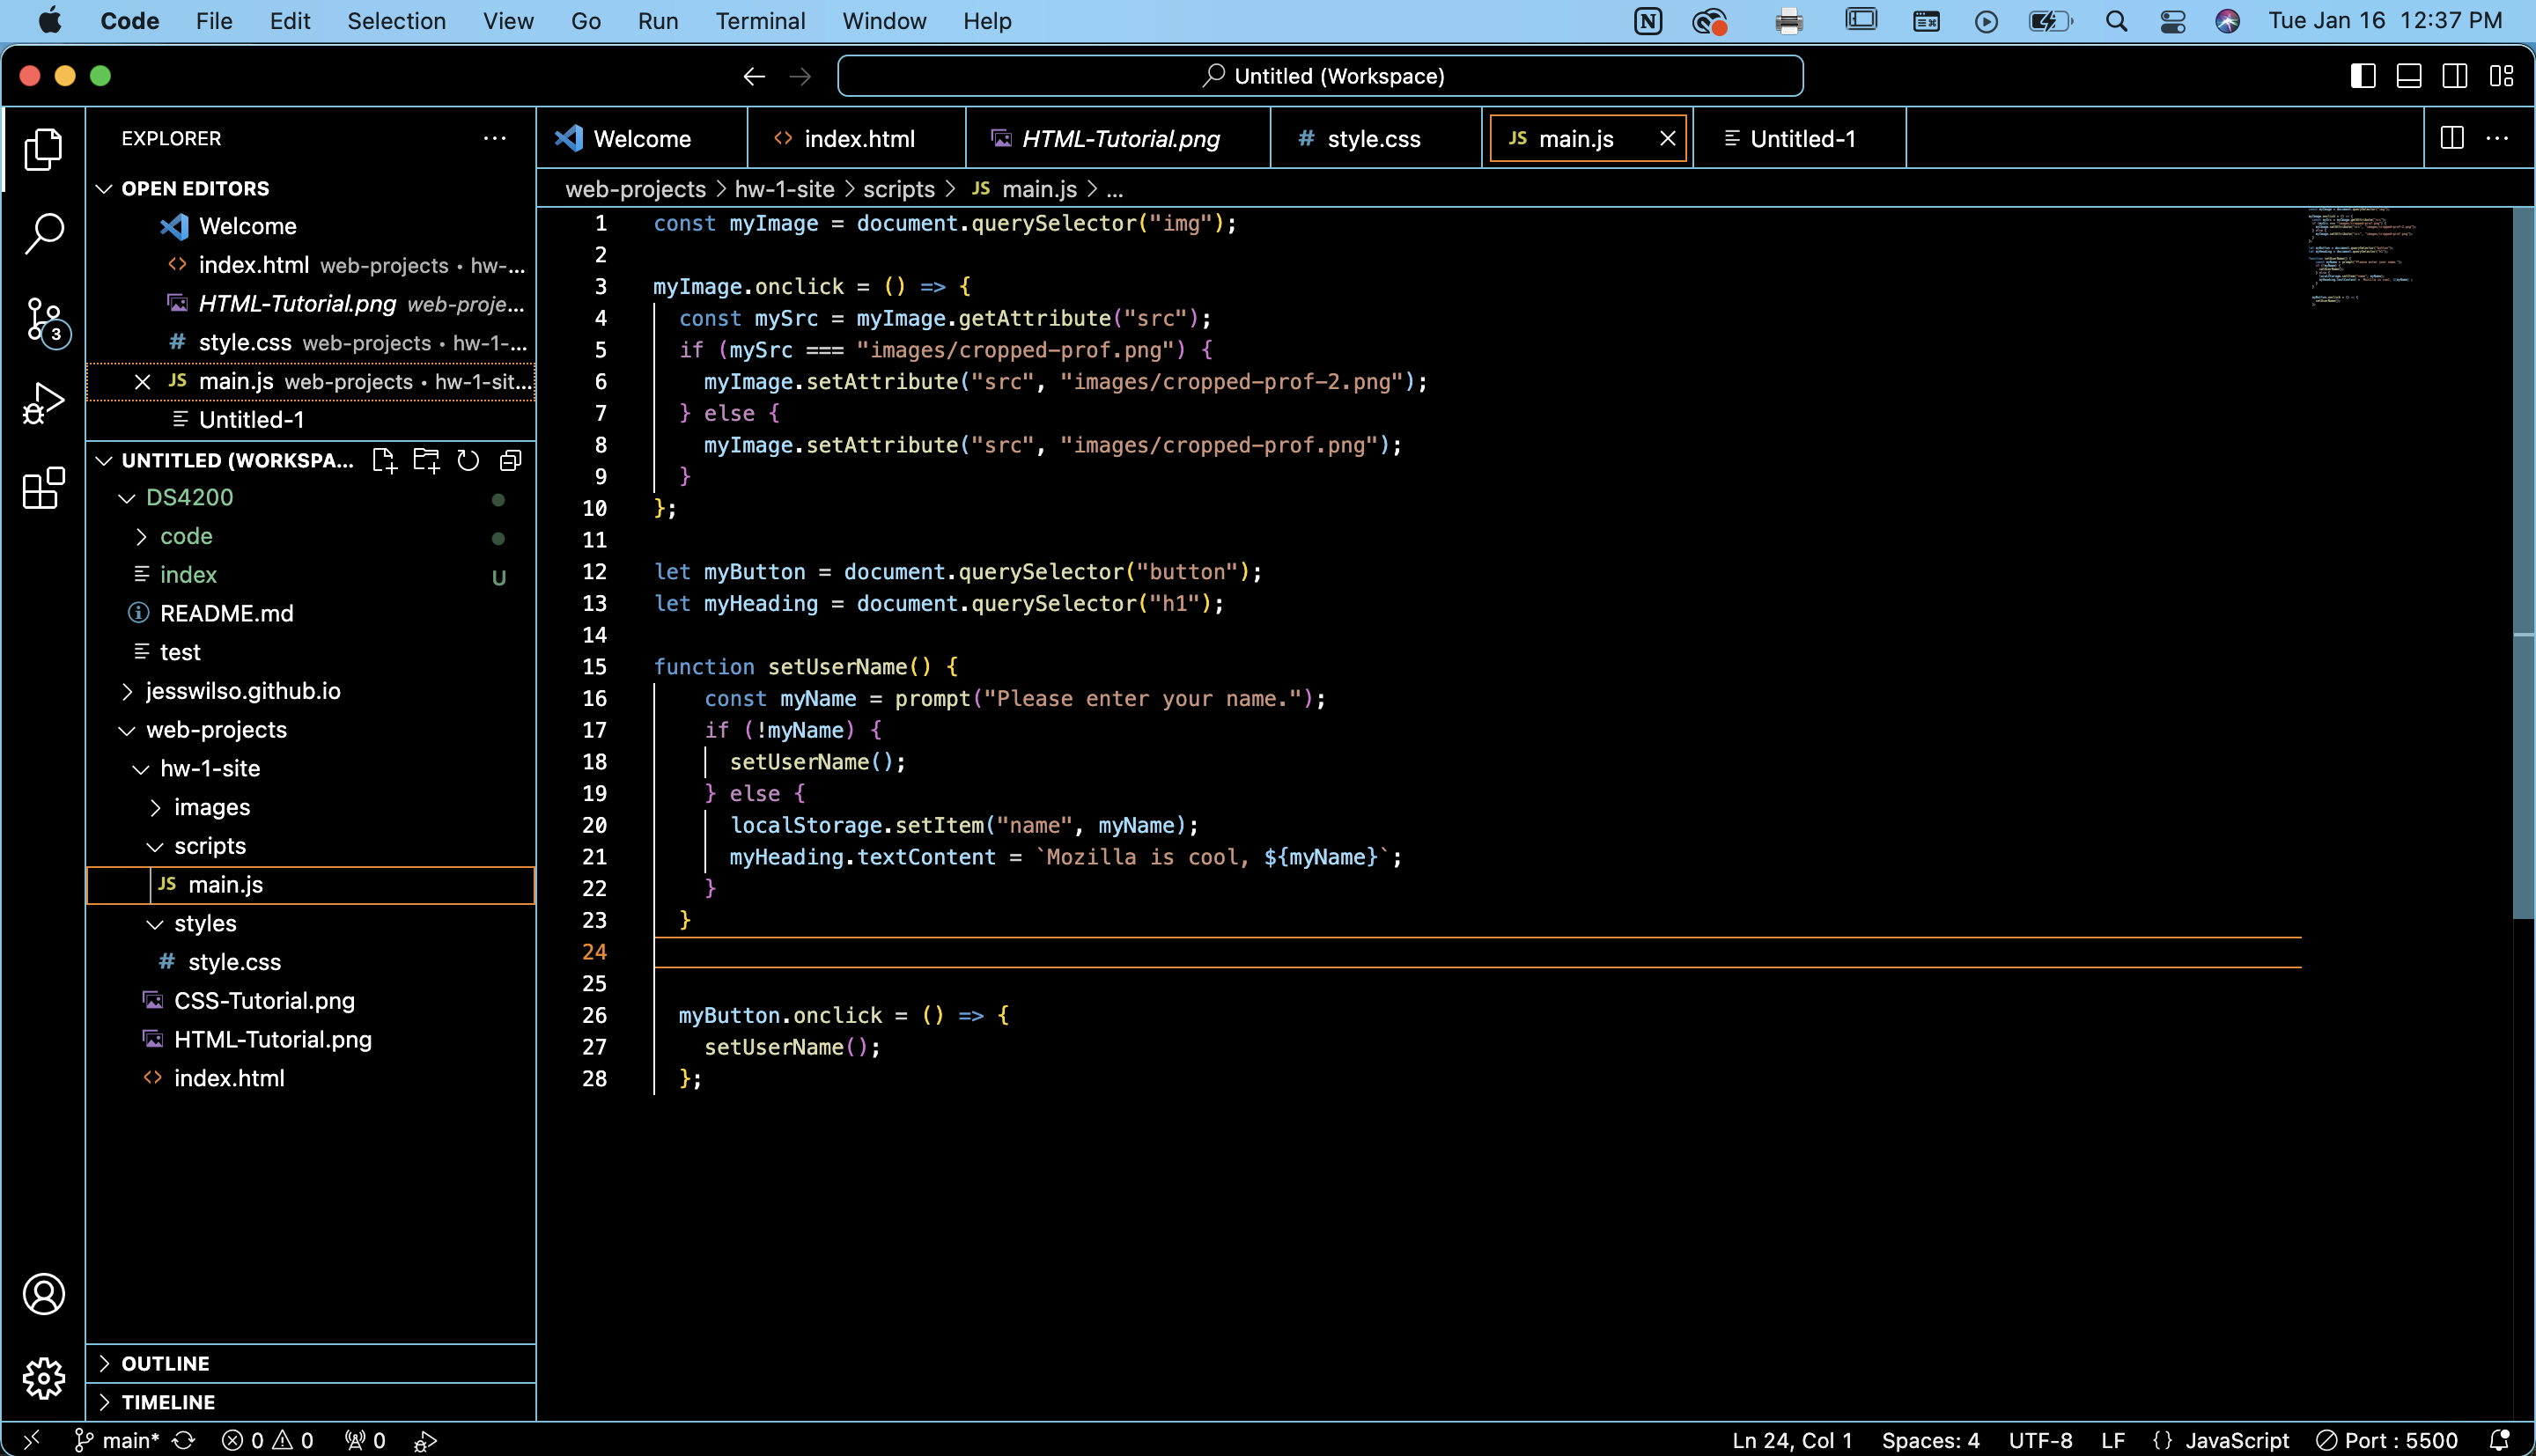 Code File Edit Selection View Go Run Terminal Window Help Tue Jan 16 12:37 PM
Untitled (Workspace)
EXPLORER
OPEN EDITORS
Welcome
index.html web-projects • hw-...
HTML-Tutorial.png web-proje...
style.css web-projects • hw-1-...
JS main.js web-projects • hw-1-sit...
Untitled-1
UNTITLED (WORKSPA...
DS4200
code
index U
README.md
test
jesswilso.github.io
web-projects
hw-1-site
images
scripts
JS main.js
styles
# style.css
CSS-Tutorial.png
HTML-Tutorial.png
index.html
OUTLINE
TIMELINE
3
Welcome index.html HTML-Tutorial.png # style.css JS main.js Untitled-1
web-projects > hw-1-site > scripts > JS main.js > ...
1 const myImage = document.querySelector("img");
2
3 myImage.onclick = () => {
4 const mySrc = myImage.getAttribute("src");
5 if (mySrc === "images/cropped-prof.png") {
6 myImage.setAttribute("src", "images/cropped-prof-2.png");
7 } else {
8 myImage.setAttribute("src", "images/cropped-prof.png");
9 }
10 };
11
12 let myButton = document.querySelector("button");
13 let myHeading = document.querySelector("h1");
14
15 function setUserName() {
16 const myName = prompt("Please enter your name.");
17 if (!myName) {
18 setUserName();
19 } else {
20 localStorage.setItem("name", myName);
21 myHeading.textContent = `Mozilla is cool, ${myName}`;
22 }
23 }
24
25
26 myButton.onclick = () => {
27 setUserName();
28 };
main* 0 0 0 Ln 24, Col 1 Spaces: 4 UTF-8 LF {} JavaScript Port : 5500